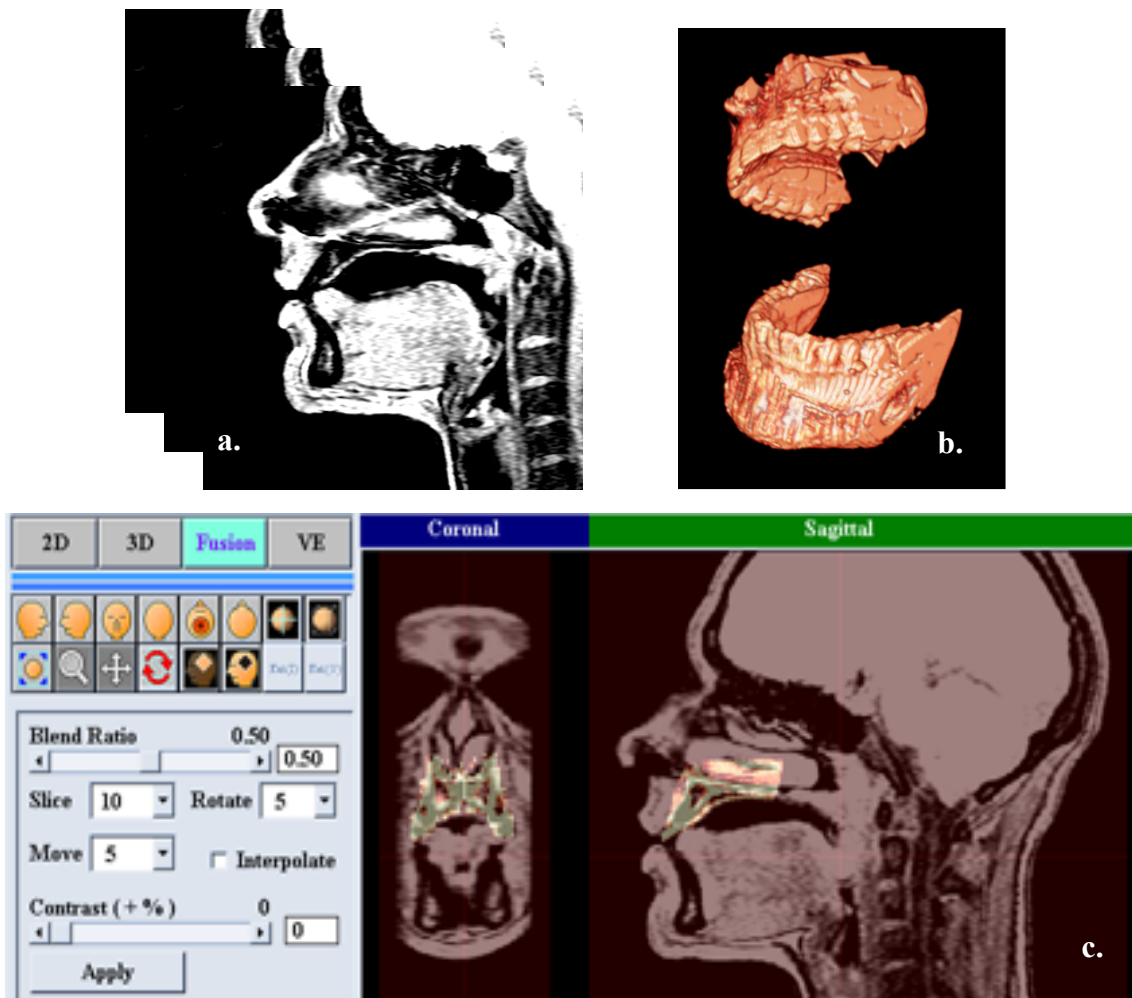 a.
b.
2D 3D Fusion VE
Coronal
Sagittal
Blend Ratio 0.50
0.50
Slice 10 Rotate 5
Move 5 Interpolate
Contrast ( + % ) 0
0
Apply
c.